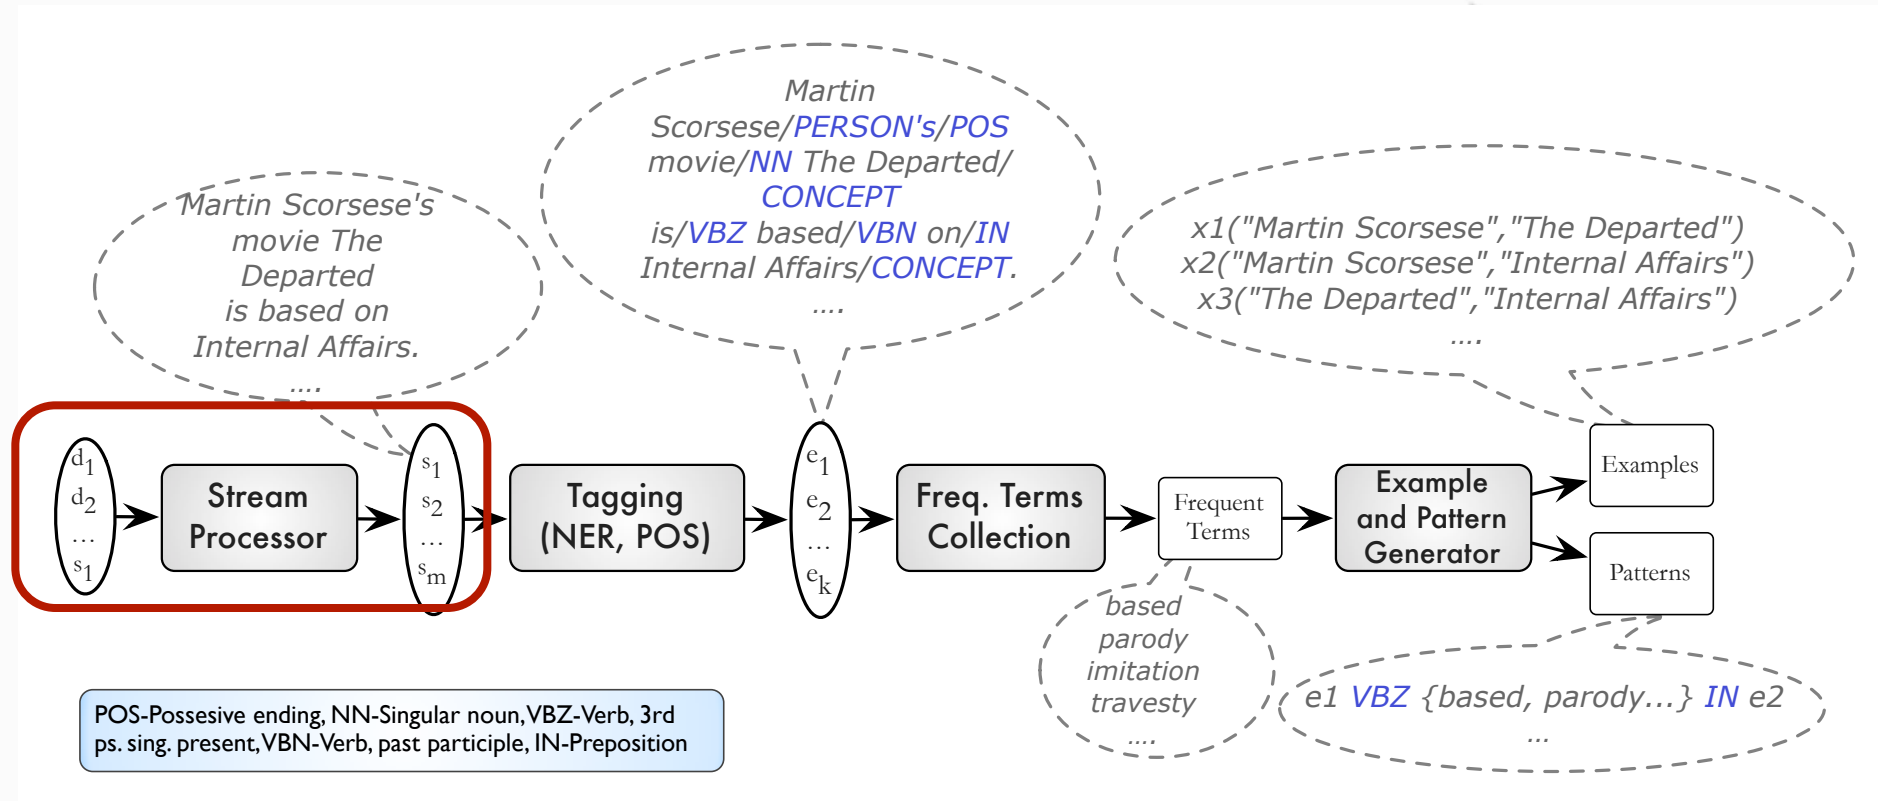 Martin
Scorsese/PERSON's/POS
movie/NN The Departed/
CONCEPT
is/VBZ based/VBN on/IN
Internal Affairs/CONCEPT.
....
Martin Scorsese's
movie The
Departed
is based on
Internal Affairs.
....
x1("Martin Scorsese","The Departed")
x2("Martin Scorsese","Internal Affairs")
x3("The Departed","Internal Affairs")
....
d1
d2
...
s1
Stream
Processor
s1
s2
...
sm
Tagging
(NER, POS)
e1
e2
...
ek
Freq. Terms
Collection
Frequent
Terms
Example
and Pattern
Generator
Examples
Patterns
based
parody
imitation
travesty
....
e1 VBZ {based, parody...} IN e2
...
POS-Possesive ending, NN-Singular noun, VBZ-Verb, 3rd
ps. sing. present, VBN-Verb, past participle, IN-Preposition